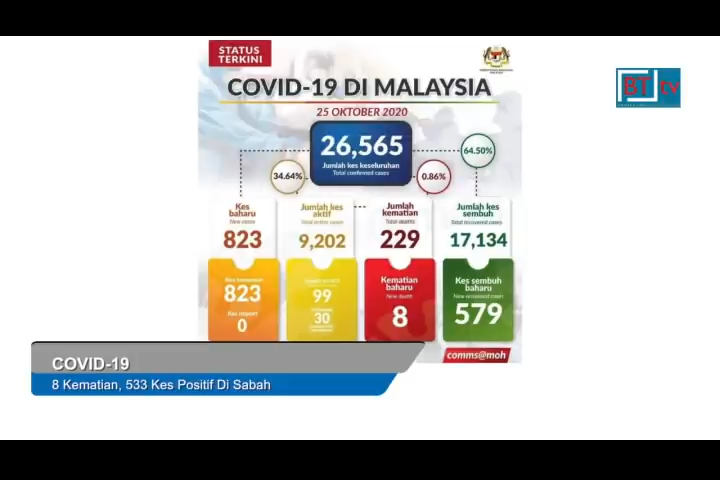 STATUS
TERKINI
COVID-19 DI MALAYSIA
25 OKTOBER 2020
26,565
Jumlah kes keseluruhan
Total confirmed cases
64.50%
34.64%
0.86%
Kes
baharu
New cases
823
Jumlah kes
aktif
Total active cases
9,202
Jumlah
kematian
Total deaths
229
Jumlah kes
sembuh
Total recovered cases
17,134
823
Kes import
0
99
30
Kematian
baharu
New death
8
Kes sembuh
baharu
New recovered cases
579
comms@moh
COVID-19
8 Kematian, 533 Kes Positif Di Sabah
BT tv